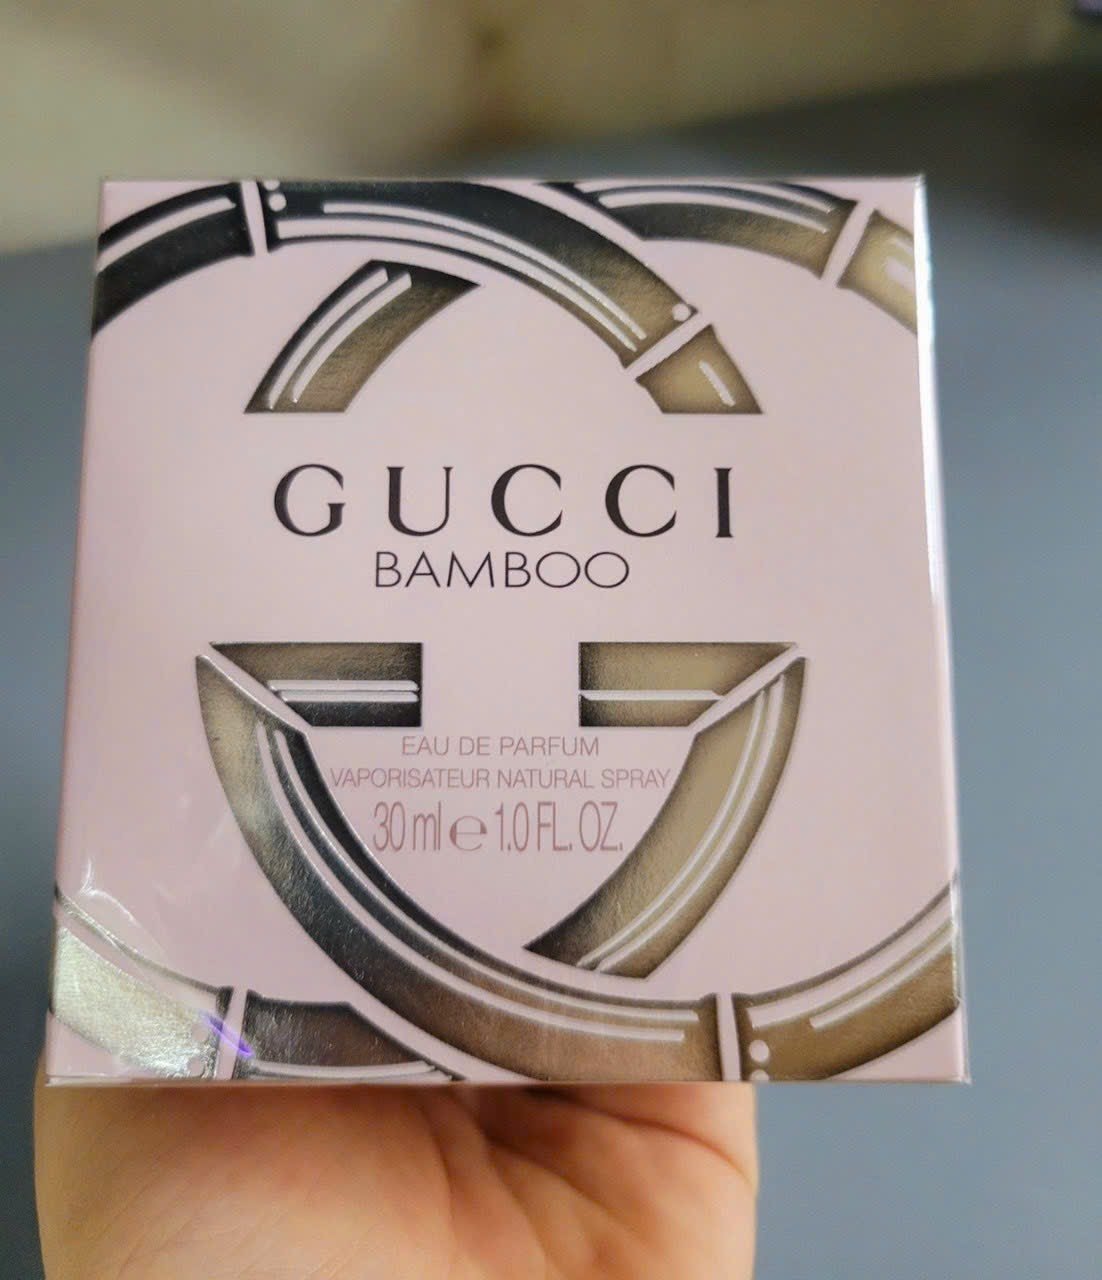 GUCCI
BAMBOO
EAU DE PARFUM
VAPORISATEUR NATURAL SPRAY
30 ml ℮ 1.0 FL. OZ.